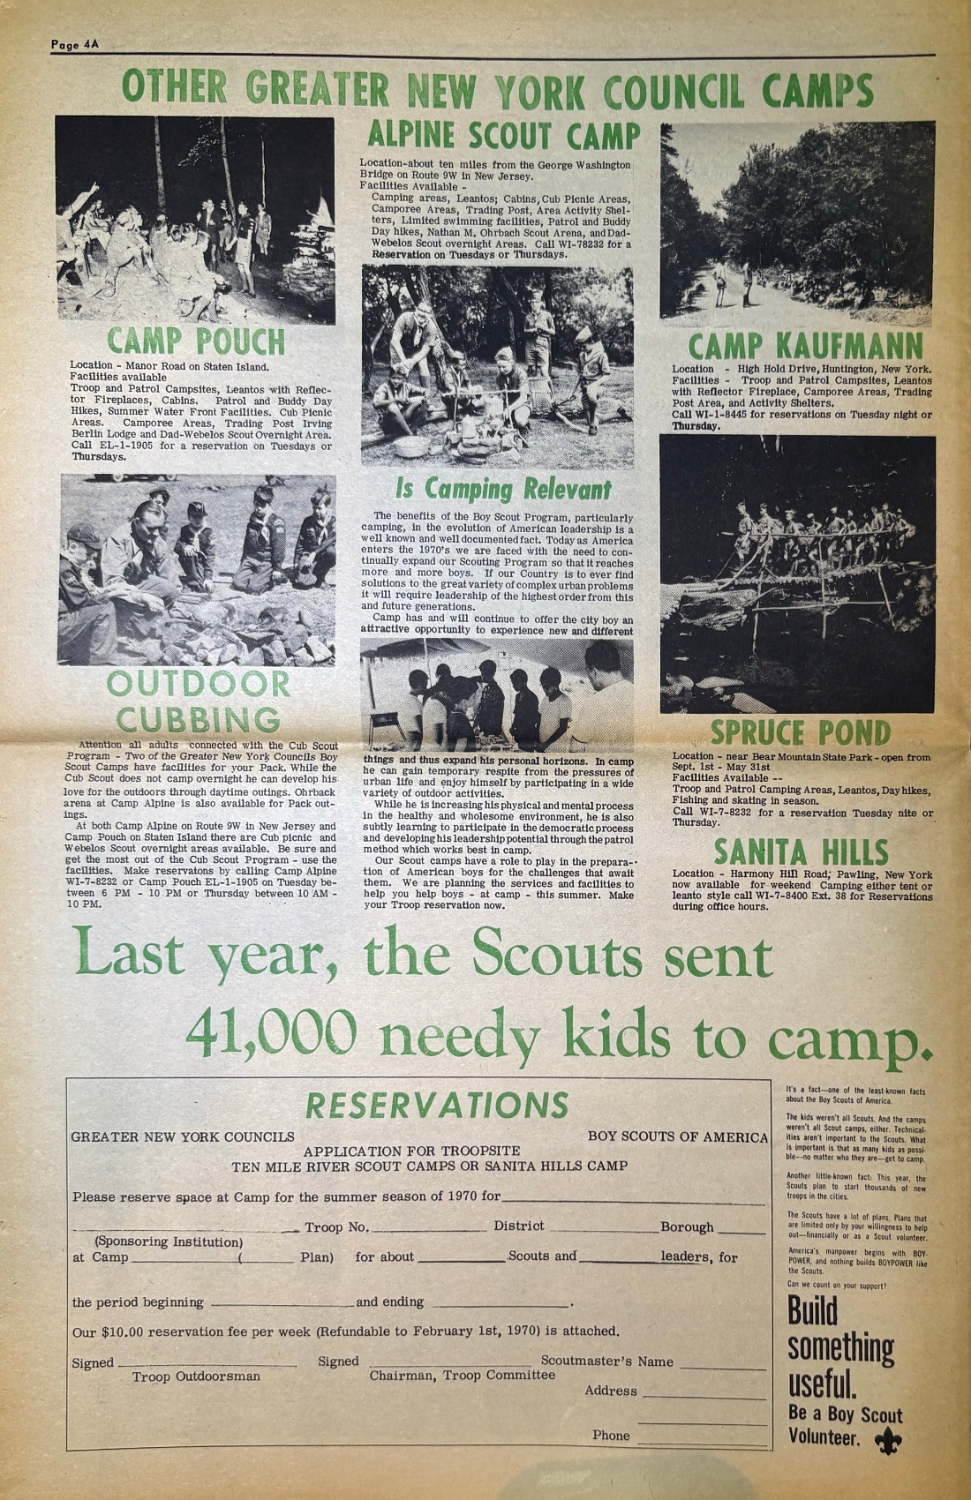 Page 4A
OTHER GREATER NEW YORK COUNCIL CAMPS
CAMP POUCH
Location - Manor Road on Staten Island.
Facilities available
Troop and Patrol Campsites, Leantos with Reflec-
tor Fireplaces, Cabins. Patrol and Buddy Day
Hikes, Summer Water Front Facilities. Cub Picnic
Areas. Camporee Areas, Trading Post Irving
Berlin Lodge and Dad-Webelos Scout Overnight Area.
Call EL-1-1905 for a reservation on Tuesdays or
Thursdays.
OUTDOOR
CUBBING
Attention all adults connected with the Cub Scout
Program - Two of the Greater New York Councils Boy
Scout Camps have facilities for your Pack. While the
Cub Scout does not camp overnight he can develop his
love for the outdoors through daytime outings. Ohrback
arena at Camp Alpine is also available for Pack out-
ings.
At both Camp Alpine on Route 9W in New Jersey and
Camp Pouch on Staten Island there are Cub picnic and
Webelos Scout overnight areas available. Be sure and
get the most out of the Cub Scout Program - use the
facilities. Make reservatons by calling Camp Alpine
WI-7-8232 or Camp Pouch EL-1-1905 on Tuesday be-
tween 6 PM - 10 PM or Thursday between 10 AM -
10 PM.
ALPINE SCOUT CAMP
Location-about ten miles from the George Washington
Bridge on Route 9W in New Jersey.
Facilities Available -
Camping areas, Leantos; Cabins, Cub Picnic Areas,
Camporee Areas, Trading Post, Area Activity Shel-
ters, Limited swimming facilities, Patrol and Buddy
Day hikes, Nathan M. Ohrbach Scout Arena, and Dad-
Webelos Scout overnight Areas. Call WI-78232 for a
Reservation on Tuesdays or Thursdays.
Is Camping Relevant
The benefits of the Boy Scout Program, particularly
camping, in the evolution of American leadership is a
well known and well documented fact. Today as America
enters the 1970's we are faced with the need to con-
tinually expand our Scouting Program so that it reaches
more and more boys. If our Country is to ever find
solutions to the great variety of complex urban problems
it will require leadership of the highest order from this
and future generations.
Camp has and will continue to offer the city boy an
attractive opportunity to experience new and different
things and thus expand his personal horizons. In camp
he can gain temporary respite from the pressures of
urban life and enjoy himself by participating in a wide
variety of outdoor activities.
While he is increasing his physical and mental process
in the healthy and wholesome environment, he is also
subtly learning to participate in the democratic process
and developing his leadership potential through the patrol
method which works best in camp.
Our Scout camps have a role to play in the prepara-
tion of American boys for the challenges that await
them. We are planning the services and facilities to
help you help boys - at camp - this summer. Make
your Troop reservation now.
CAMP KAUFMANN
Location - High Hold Drive, Huntington, New York.
Facilities - Troop and Patrol Campsites, Leantos
with Reflector Fireplace, Camporee Areas, Trading
Post Area, and Activity Shelters.
Call WI-1-8445 for reservations on Tuesday night or
Thursday.
SPRUCE POND
Location - near Bear Mountain State Park - open from
Sept. 1st - May 31st
Facilities Available --
Troop and Patrol Camping Areas, Leantos, Day hikes,
Fishing and skating in season.
Call WI-7-8232 for a reservation Tuesday nite or
Thursday.
SANITA HILLS
Location - Harmony Hill Road, Pawling, New York
now available for weekend Camping either tent or
leanto style call WI-7-8400 Ext. 38 for Reservations
during office hours.
Last year, the Scouts sent
41,000 needy kids to camp.
RESERVATIONS
GREATER NEW YORK COUNCILS BOY SCOUTS OF AMERICA
APPLICATION FOR TROOPSITE
TEN MILE RIVER SCOUT CAMPS OR SANITA HILLS CAMP
Please reserve space at Camp for the summer season of 1970 for
Troop No. District Borough
(Sponsoring Institution)
at Camp ( Plan) for about Scouts and leaders, for
the period beginning and ending .
Our $10.00 reservation fee per week (Refundable to February 1st, 1970) is attached.
Signed Signed Scoutmaster's Name
Troop Outdoorsman Chairman, Troop Committee
Address
Phone
It's a fact—one of the least-known facts
about the Boy Scouts of America.
The kids weren't all Scouts. And the camps
weren't all Scout camps, either. Technical-
ities aren't important to the Scouts. What
is important is that as many kids as possi-
ble—no matter who they are—get to camp.
Another little-known fact: This year, the
Scouts plan to start thousands of new
troops in the cities.
The Scouts have a lot of plans. Plans that
are limited only by your willingness to help
out—financially or as a Scout volunteer.
America's manpower begins with BOY-
POWER, and nothing builds BOYPOWER like
the Scouts.
Can we count on your support?
Build
something
useful.
Be a Boy Scout
Volunteer.